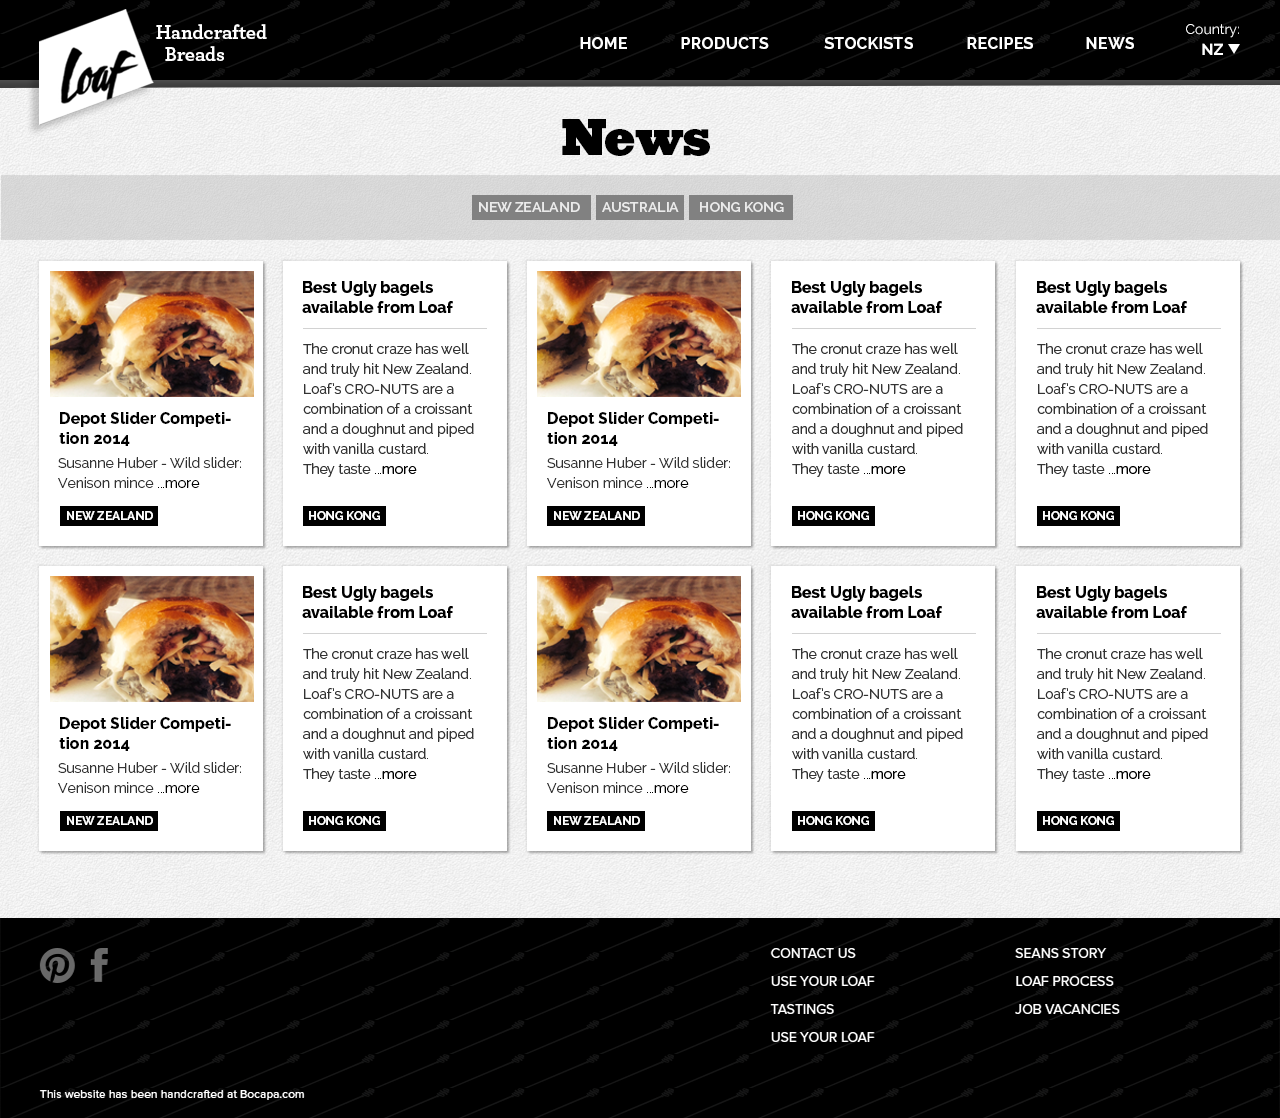 Loaf
Handcrafted
Breads
HOME PRODUCTS STOCKISTS RECIPES NEWS
Country:
NZ ▼
News
NEW ZEALAND AUSTRALIA HONG KONG
Depot Slider Competi-
tion 2014
Susanne Huber - Wild slider:
Venison mince ...more
NEW ZEALAND
Best Ugly bagels
available from Loaf
The cronut craze has well
and truly hit New Zealand.
Loaf's CRO-NUTS are a
combination of a croissant
and a doughnut and piped
with vanilla custard.
They taste ...more
HONG KONG
Depot Slider Competi-
tion 2014
Susanne Huber - Wild slider:
Venison mince ...more
NEW ZEALAND
Best Ugly bagels
available from Loaf
The cronut craze has well
and truly hit New Zealand.
Loaf's CRO-NUTS are a
combination of a croissant
and a doughnut and piped
with vanilla custard.
They taste ...more
HONG KONG
Best Ugly bagels
available from Loaf
The cronut craze has well
and truly hit New Zealand.
Loaf's CRO-NUTS are a
combination of a croissant
and a doughnut and piped
with vanilla custard.
They taste ...more
HONG KONG
Depot Slider Competi-
tion 2014
Susanne Huber - Wild slider:
Venison mince ...more
NEW ZEALAND
Best Ugly bagels
available from Loaf
The cronut craze has well
and truly hit New Zealand.
Loaf's CRO-NUTS are a
combination of a croissant
and a doughnut and piped
with vanilla custard.
They taste ...more
HONG KONG
Depot Slider Competi-
tion 2014
Susanne Huber - Wild slider:
Venison mince ...more
NEW ZEALAND
Best Ugly bagels
available from Loaf
The cronut craze has well
and truly hit New Zealand.
Loaf's CRO-NUTS are a
combination of a croissant
and a doughnut and piped
with vanilla custard.
They taste ...more
HONG KONG
Best Ugly bagels
available from Loaf
The cronut craze has well
and truly hit New Zealand.
Loaf's CRO-NUTS are a
combination of a croissant
and a doughnut and piped
with vanilla custard.
They taste ...more
HONG KONG
CONTACT US
USE YOUR LOAF
TASTINGS
USE YOUR LOAF
SEANS STORY
LOAF PROCESS
JOB VACANCIES
This website has been handcrafted at Bocapa.com